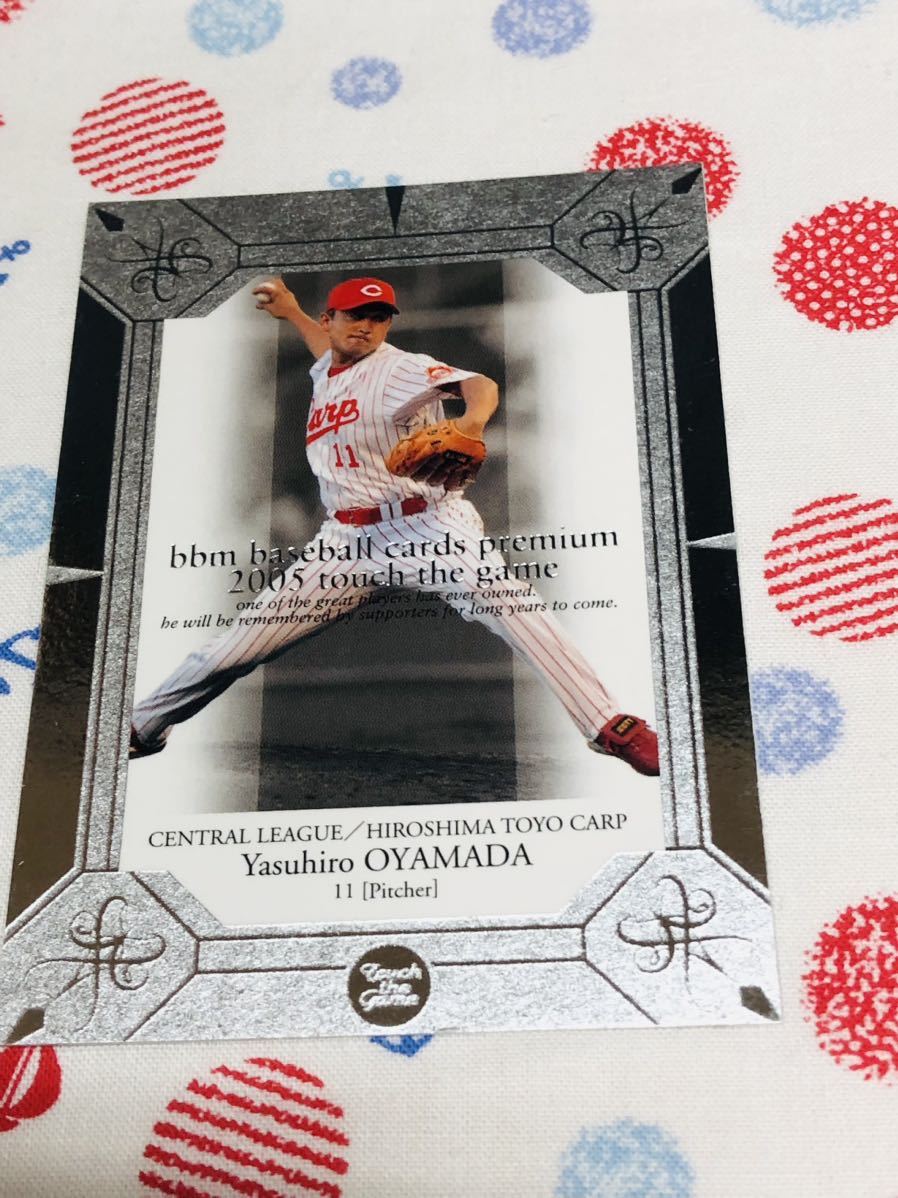 C
Carp
11
bbm baseball cards premium
2005 touch the game
one of the great players has ever owned.
he will be remembered by supporters for long years to come.
CENTRAL LEAGUE/HIROSHIMA TOYO CARP
Yasuhiro OYAMADA
11 [Pitcher]
Touch
the
Game